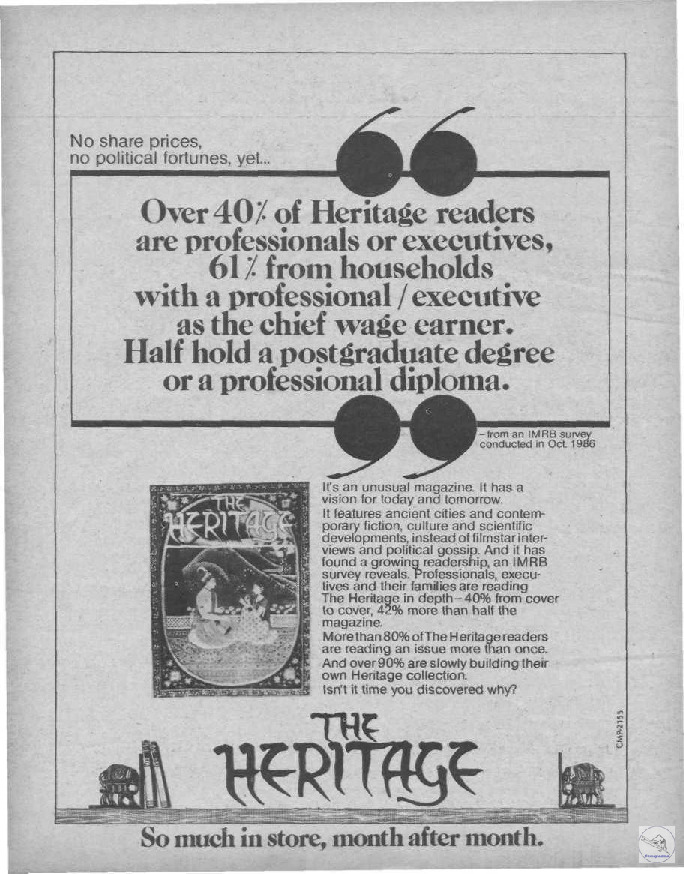 No share prices,
no political fortunes, yet...
Over 40% of Heritage readers
are professionals or executives,
61% from households
with a professional / executive
as the chief wage earner.
Half hold a postgraduate degree
or a professional diploma.
– from an IMRB survey
conducted in Oct. 1986
THE
HERITAGE
It's an unusual magazine. It has a
vision for today and tomorrow.
It features ancient cities and contem-
porary fiction, culture and scientific
developments, instead of filmstar inter-
views and political gossip. And it has
found a growing readership, an IMRB
survey reveals. Professionals, execu-
tives and their families are reading
The Heritage in depth – 40% from cover
to cover, 42% more than half the
magazine.
More than 80% of The Heritage readers
are reading an issue more than once.
And over 90% are slowly building their
own Heritage collection.
Isn't it time you discovered why?
CMP-2155
THE
HERITAGE
So much in store, month after month.